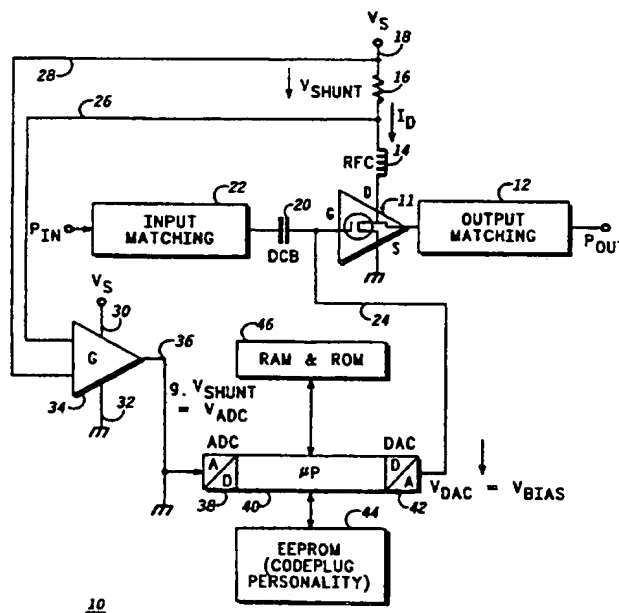 V_S
18
28
V_SHUNT
16
26
I_D
RFC
14
22
20
D
11
12
P_IN
INPUT
MATCHING
G
DCB
S
OUTPUT
MATCHING
P_OUT
V_S
30
24
46
36
G
RAM & ROM
g. V_SHUNT
= V_ADC
34
32
ADC
DAC
A
D
μP
D
A
38
40
42
V_DAC = V_BIAS
44
EEPROM
(CODEPLUG
PERSONALITY)
10